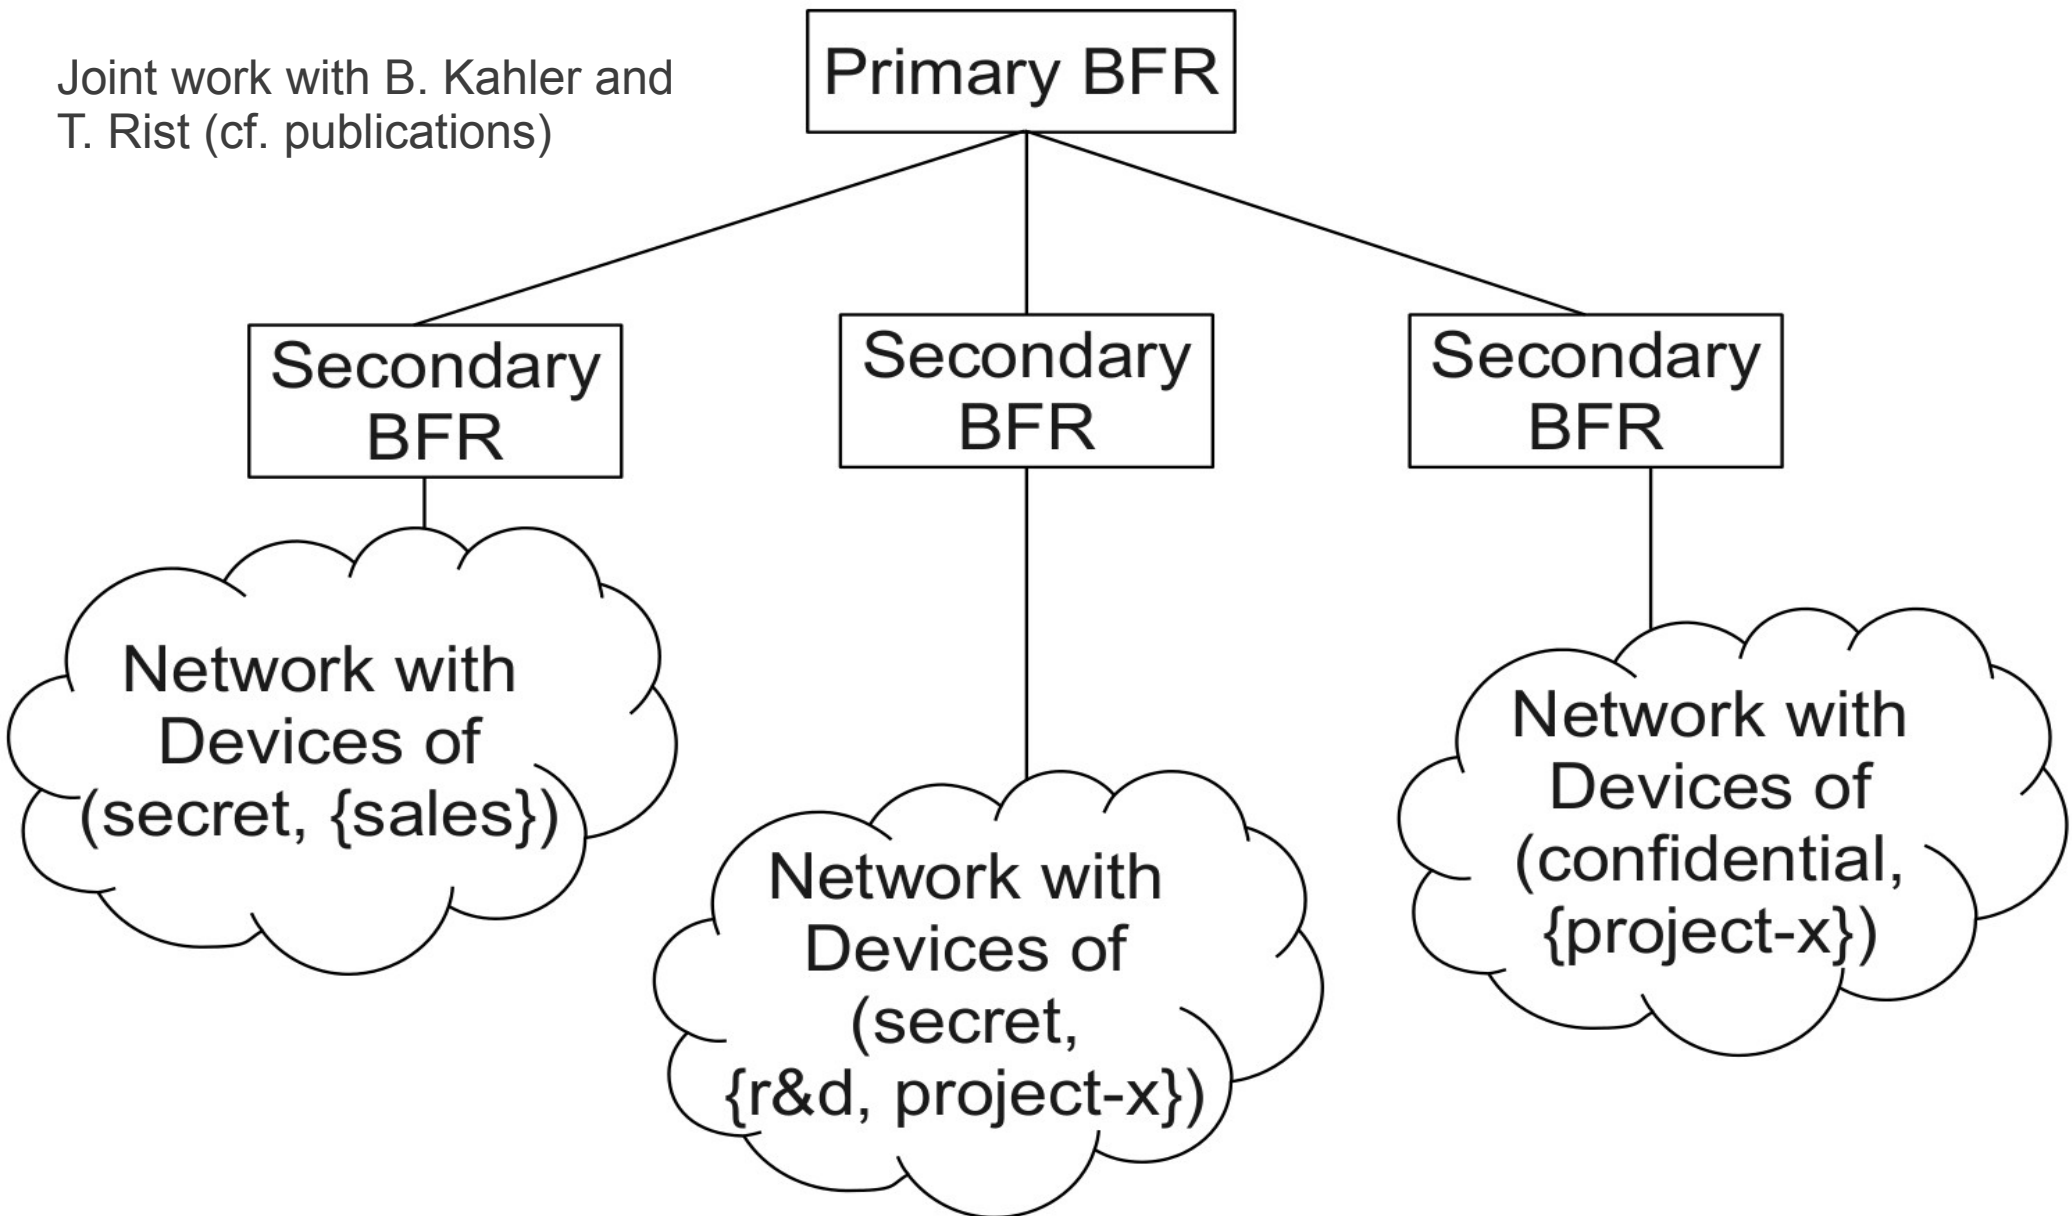 Joint work with B. Kahler and
T. Rist (cf. publications)
Primary BFR
Secondary
BFR
Secondary
BFR
Secondary
BFR
Network with
Devices of
(secret, {sales})
Network with
Devices of
(secret,
{r&d, project-x})
Network with
Devices of
(confidential,
{project-x})